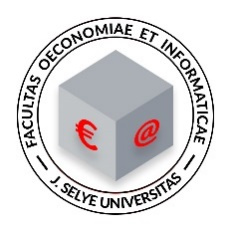 FACULTAS OECONOMIAE ET INFORMATICAE
€ @
J. SELYE UNIVERSITAS